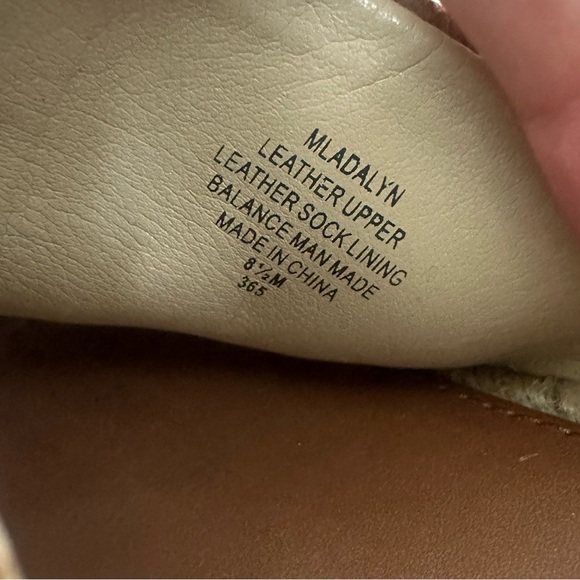 MLADALYN
LEATHER UPPER
LEATHER SOCK LINING
BALANCE MAN MADE
MADE IN CHINA
8½M
365